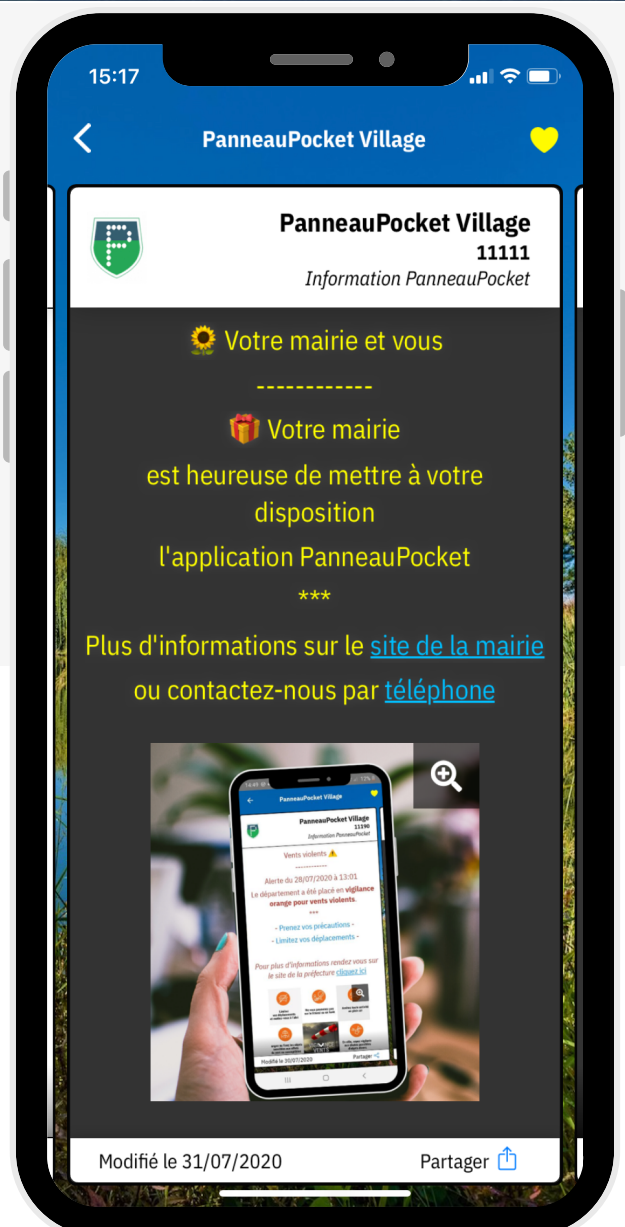 15:17
PanneauPocket Village
PanneauPocket Village
11111
Information PanneauPocket
🌻 Votre mairie et vous
------------
🎁 Votre mairie
est heureuse de mettre à votre
disposition
l'application PanneauPocket
***
Plus d'informations sur le site de la mairie
ou contactez-nous par téléphone
PanneauPocket Village
PanneauPocket Village
Information PanneauPocket
Vents violents ⚠️
------------
Alerte du 28/07/2020 à 13:01
Le département a été placé en vigilance
orange pour vents violents.
***
- Prenez vos précautions -
- Limitez vos déplacements -
Pour plus d'informations rendez vous sur
le site de la préfecture cliquez ici
Modifié le 30/07/2020
Partager
Modifié le 31/07/2020
Partager